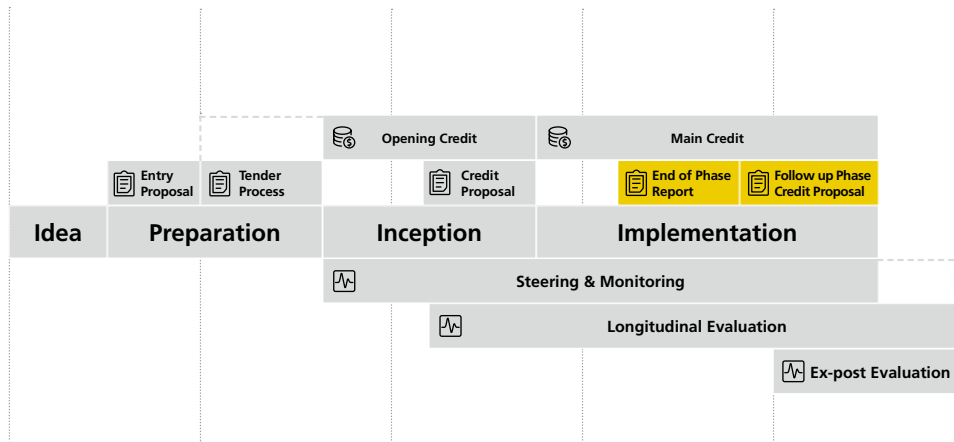 Opening Credit
Main Credit
Entry
Proposal
Tender
Process
Credit
Proposal
End of Phase
Report
Follow up Phase
Credit Proposal
Idea
Preparation
Inception
Implementation
Steering & Monitoring
Longitudinal Evaluation
Ex-post Evaluation